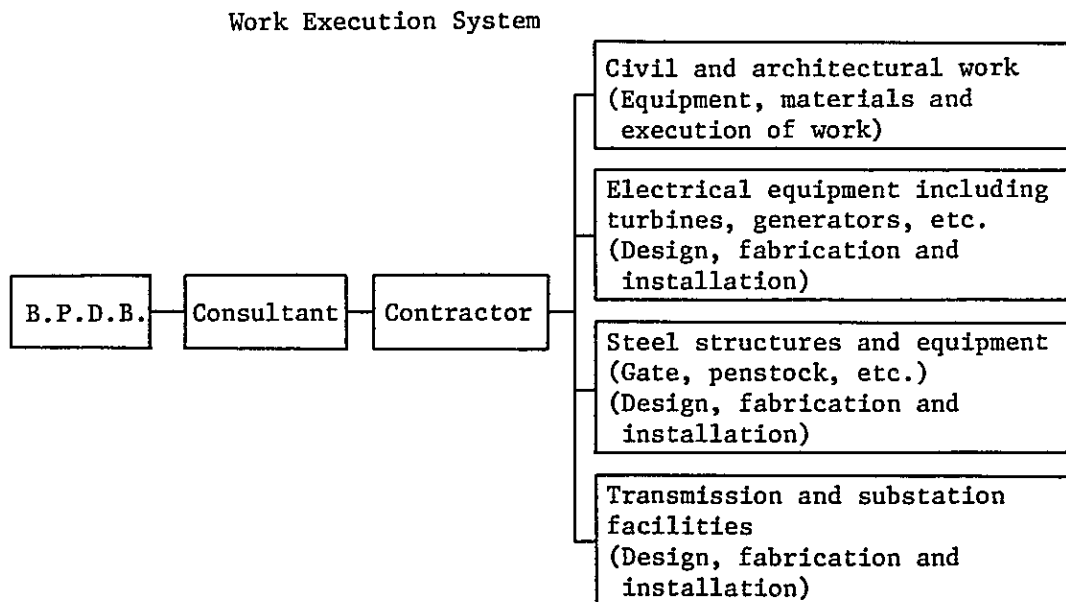 Work Execution System
Civil and architectural work
(Equipment, materials and
execution of work)
Electrical equipment including
turbines, generators, etc.
(Design, fabrication and
installation)
B.P.D.B.
Consultant
Contractor
Steel structures and equipment
(Gate, penstock, etc.)
(Design, fabrication and
installation)
Transmission and substation
facilities
(Design, fabrication and
installation)